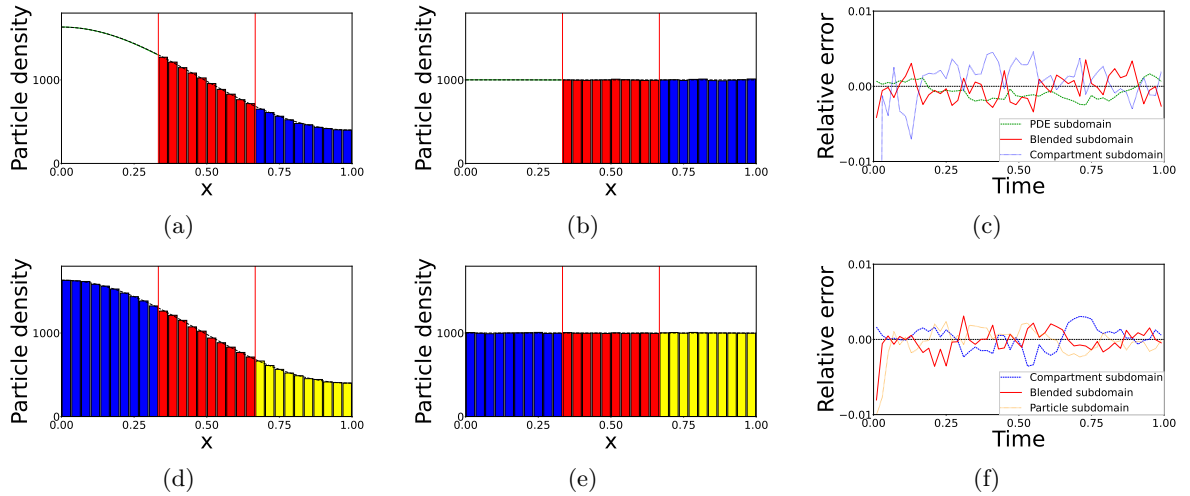 Particle density
1000
0
0.00 0.25 0.50 0.75 1.00
x
(a)
Particle density
1000
0
0.00 0.25 0.50 0.75 1.00
x
(b)
Relative error
0.01
0.00
−0.01
PDE subdomain
Blended subdomain
Compartment subdomain
0.00 0.25 0.50 0.75 1.00
Time
(c)
Particle density
1000
0
0.00 0.25 0.50 0.75 1.00
x
(d)
Particle density
1000
0
0.00 0.25 0.50 0.75 1.00
x
(e)
Relative error
0.01
0.00
−0.01
Compartment subdomain
Blended subdomain
Particle subdomain
0.00 0.25 0.50 0.75 1.00
Time
(f)